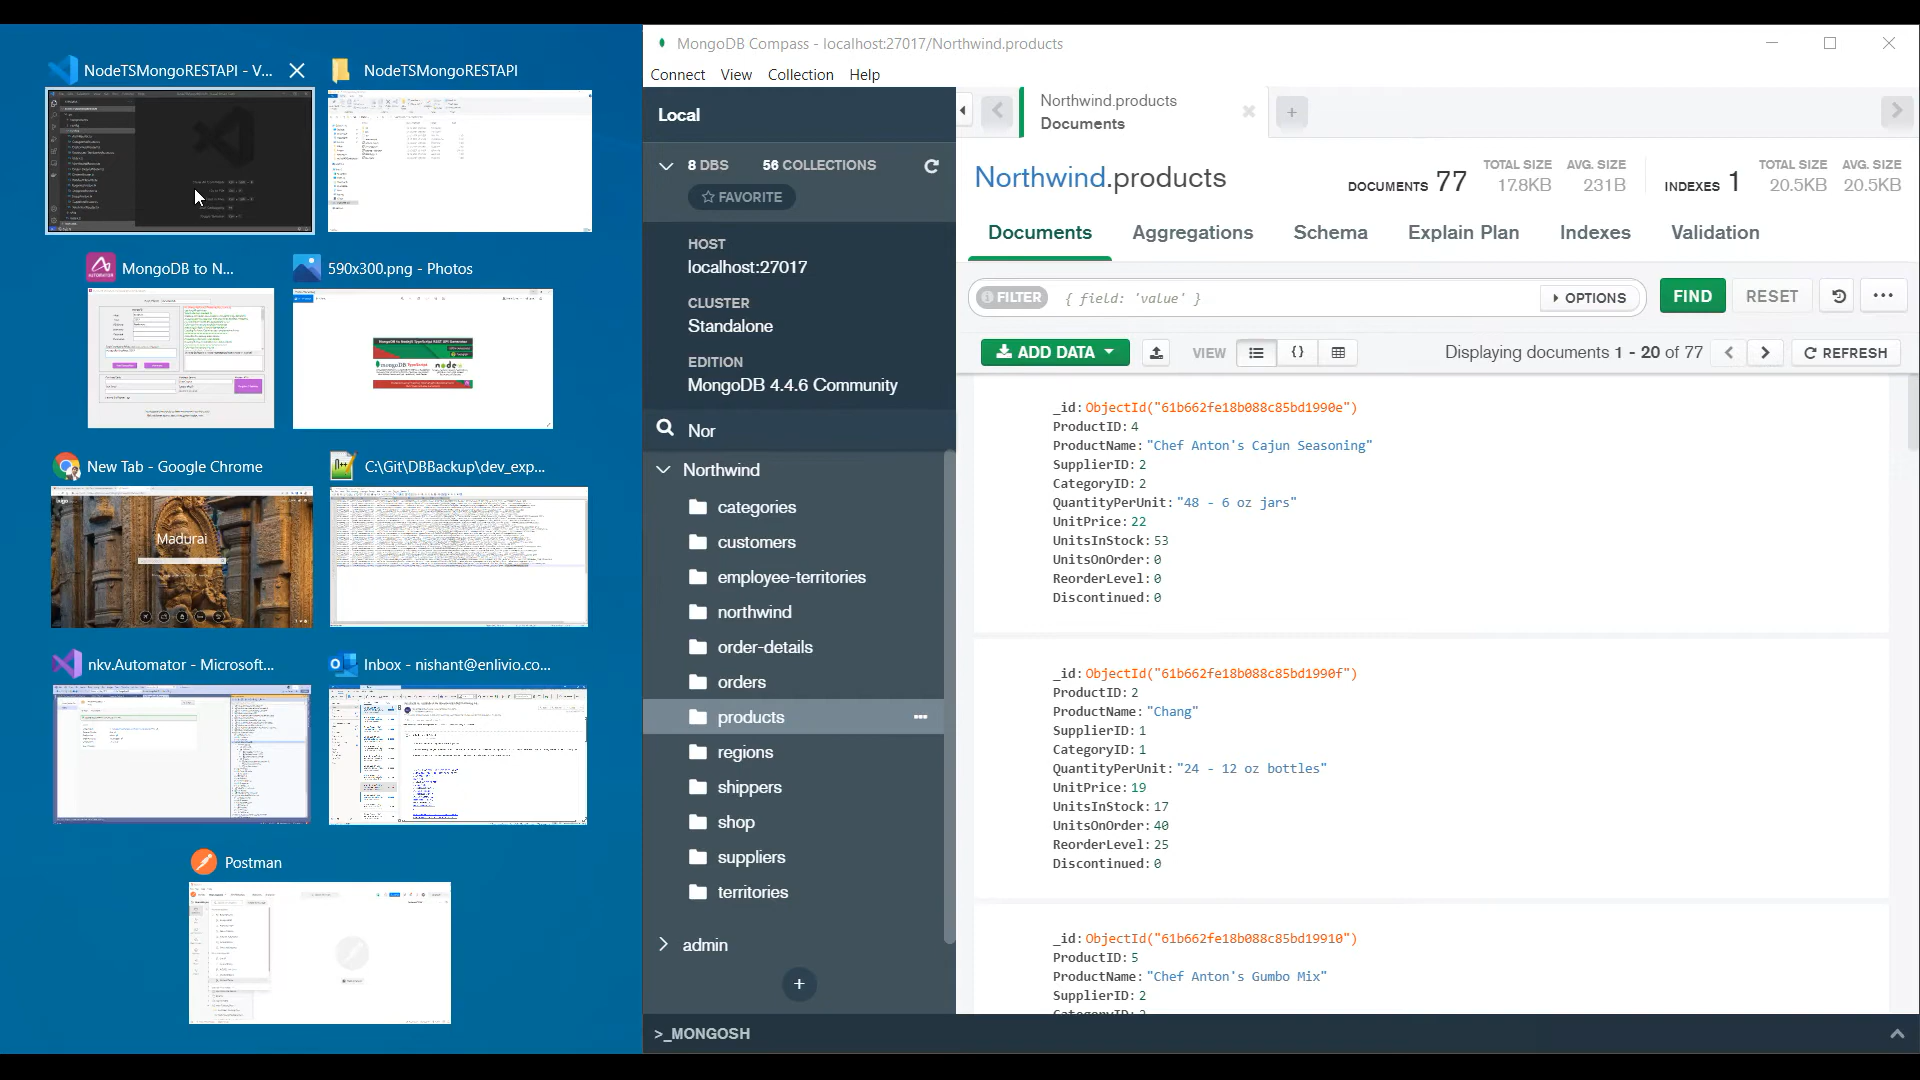 NodeTSMongoRESTAPI - V...
NodeTSMongoRESTAPI
MongoDB to N...
590x300.png - Photos
New Tab - Google Chrome
C:\Git\DBBackup\dev_exp...
Madurai
nkv.Automator - Microsoft...
Inbox - nishant@enlivio.co...
Postman
MongoDB Compass - localhost:27017/Northwind.products
Connect View Collection Help
Local
8 DBS 56 COLLECTIONS
FAVORITE
HOST
localhost:27017
CLUSTER
Standalone
EDITION
MongoDB 4.4.6 Community
Nor
Northwind
categories
customers
employee-territories
northwind
order-details
orders
products
regions
shippers
shop
suppliers
territories
admin
+
Northwind.products
Documents
Northwind.products
DOCUMENTS 77
TOTAL SIZE
17.8KB
AVG. SIZE
231B
INDEXES 1
TOTAL SIZE
20.5KB
AVG. SIZE
20.5KB
Documents Aggregations Schema Explain Plan Indexes Validation
FILTER { field: 'value' } OPTIONS FIND RESET
ADD DATA VIEW Displaying documents 1 - 20 of 77 REFRESH
_id: ObjectId("61b662fe18b088c85bd1990e")
ProductID: 4
ProductName: "Chef Anton's Cajun Seasoning"
SupplierID: 2
CategoryID: 2
QuantityPerUnit: "48 - 6 oz jars"
UnitPrice: 22
UnitsInStock: 53
UnitsOnOrder: 0
ReorderLevel: 0
Discontinued: 0
_id: ObjectId("61b662fe18b088c85bd1990f")
ProductID: 2
ProductName: "Chang"
SupplierID: 1
CategoryID: 1
QuantityPerUnit: "24 - 12 oz bottles"
UnitPrice: 19
UnitsInStock: 17
UnitsOnOrder: 40
ReorderLevel: 25
Discontinued: 0
_id: ObjectId("61b662fe18b088c85bd19910")
ProductID: 5
ProductName: "Chef Anton's Gumbo Mix"
SupplierID: 2
CategoryID: 2
>_MONGOSH